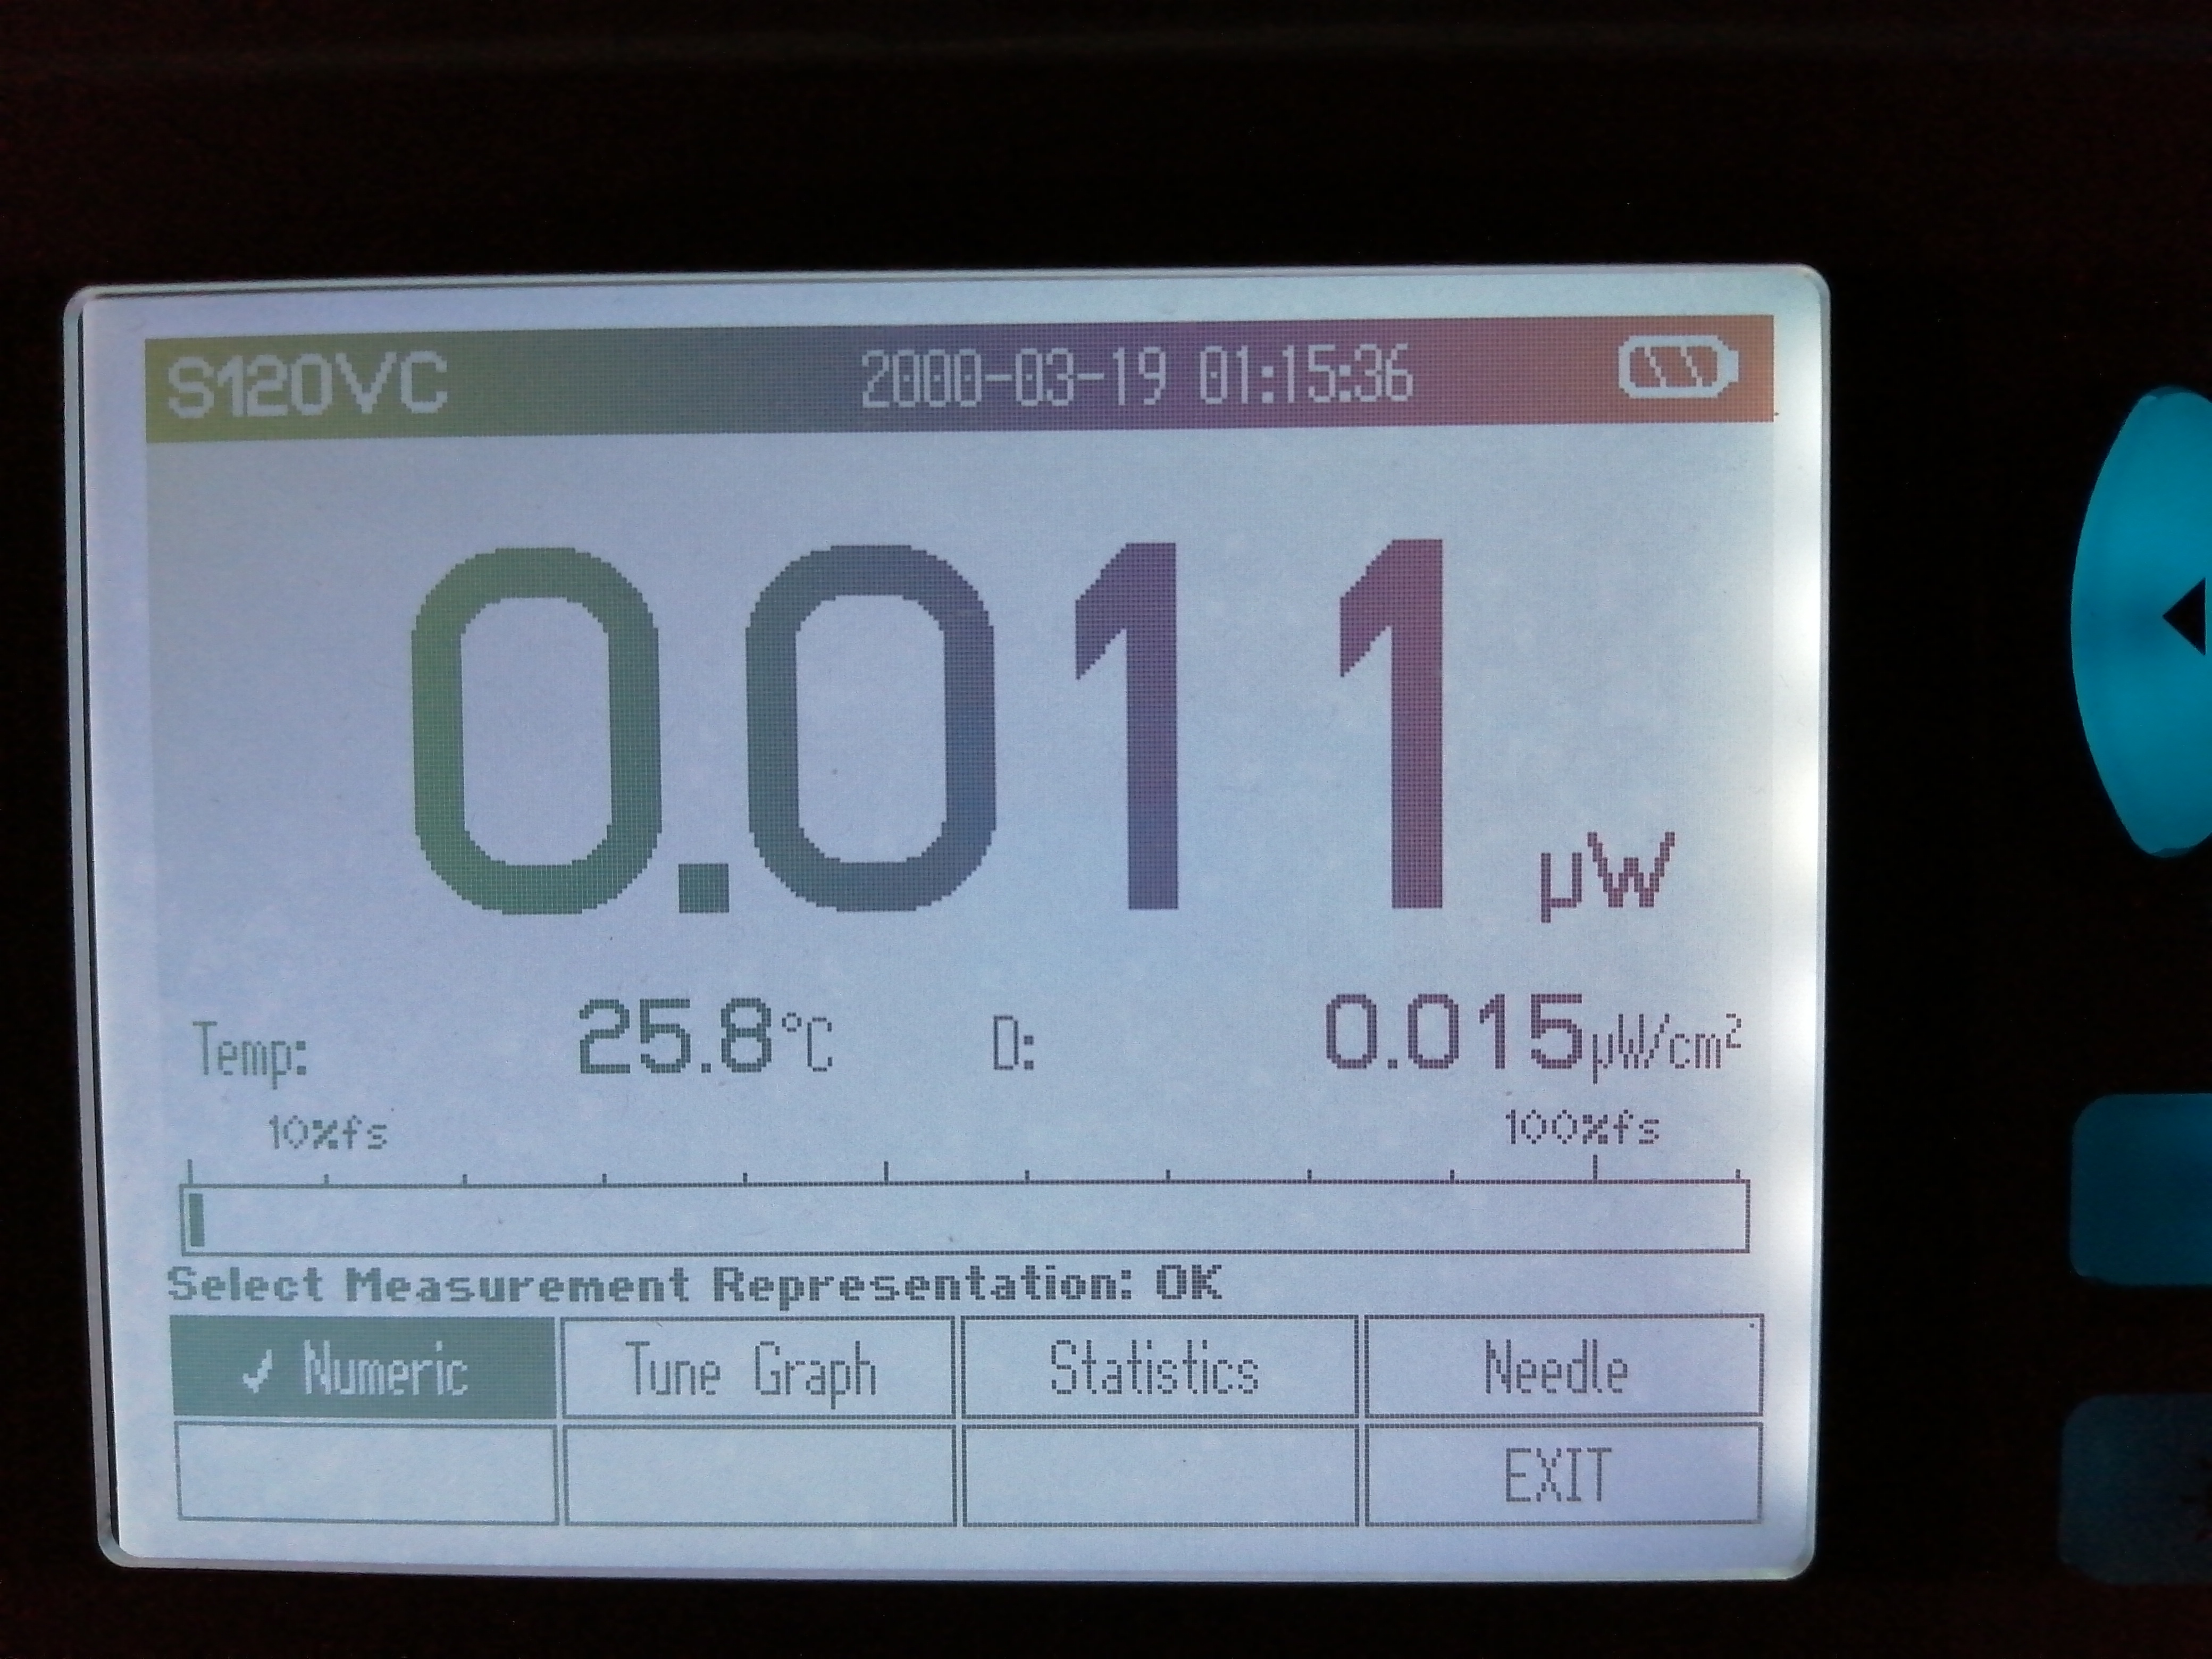 S120VC 2000-03-19 01:15:36
0.011 µW
Temp: 25.8°C D: 0.015µW/cm²
10%fs 100%fs
Select Measurement Representation: OK
✓ Numeric Tune Graph Statistics Needle
EXIT